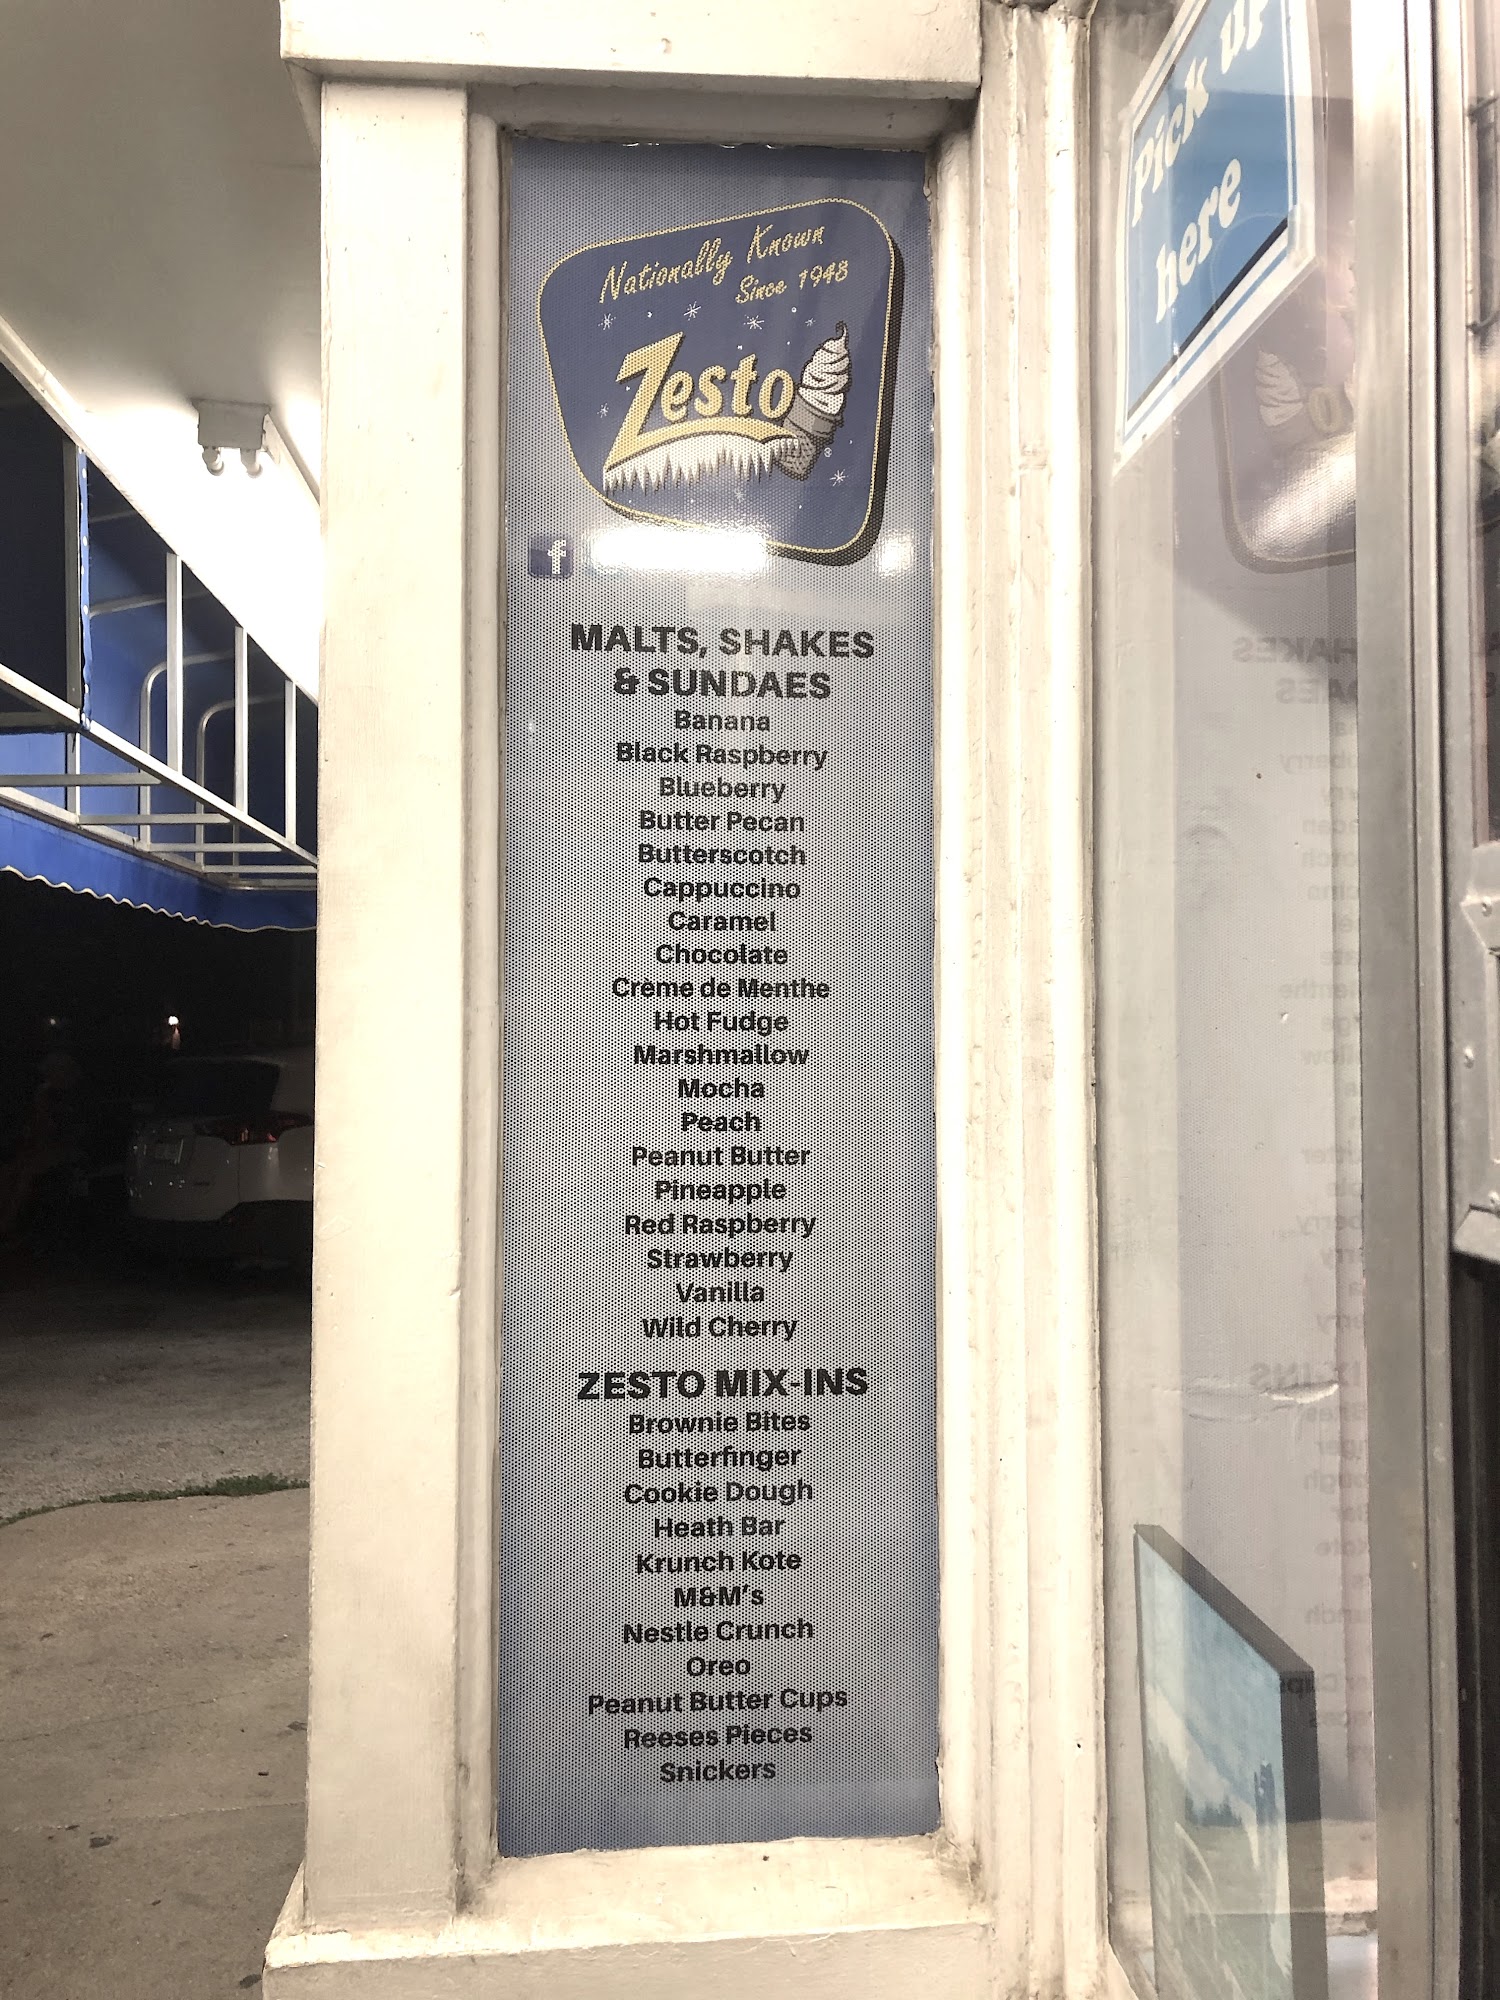 Nationally Known
Since 1948
Zesto
®
f
MALTS, SHAKES
& SUNDAES
Banana
Black Raspberry
Blueberry
Butter Pecan
Butterscotch
Cappuccino
Caramel
Chocolate
Creme de Menthe
Hot Fudge
Marshmallow
Mocha
Peach
Peanut Butter
Pineapple
Red Raspberry
Strawberry
Vanilla
Wild Cherry
ZESTO MIX-INS
Brownie Bites
Butterfinger
Cookie Dough
Heath Bar
Krunch Kote
M&M's
Nestle Crunch
Oreo
Peanut Butter Cups
Reeses Pieces
Snickers
Pick up
here